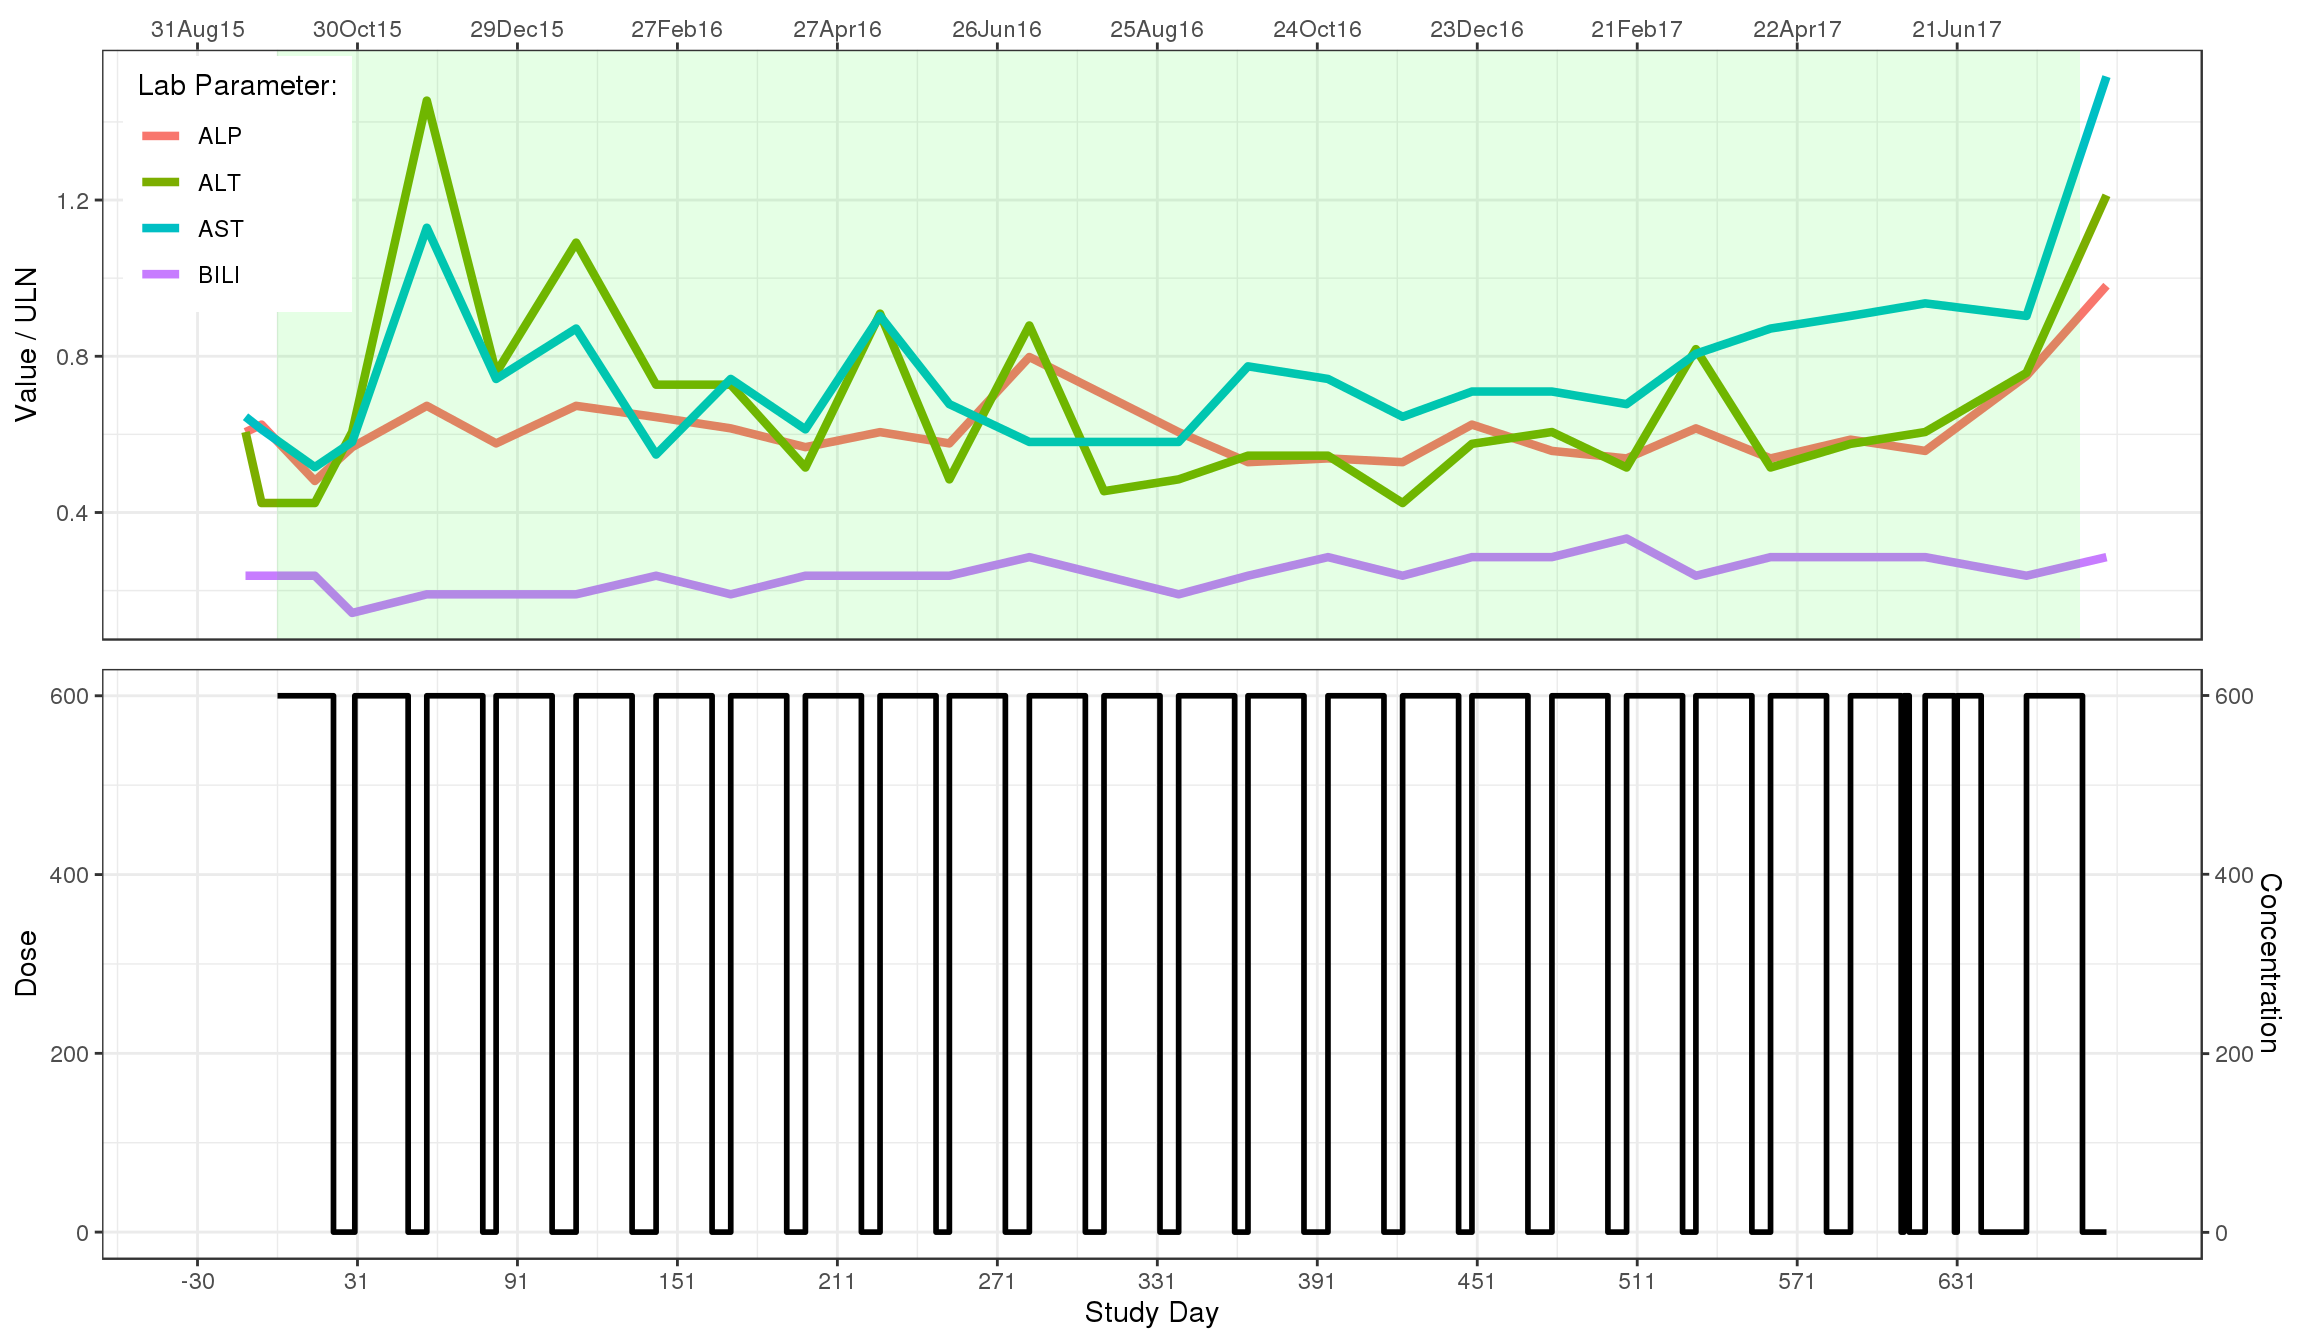 31Aug15 30Oct15 29Dec15 27Feb16 27Apr16 26Jun16 25Aug16 24Oct16 23Dec16 21Feb17 22Apr17 21Jun17
Lab Parameter:
ALP
ALT
AST
BILI
1.2
0.8
0.4
Value / ULN
600
400
200
0
Dose
600
400
200
0
Concentration
-30 31 91 151 211 271 331 391 451 511 571 631
Study Day